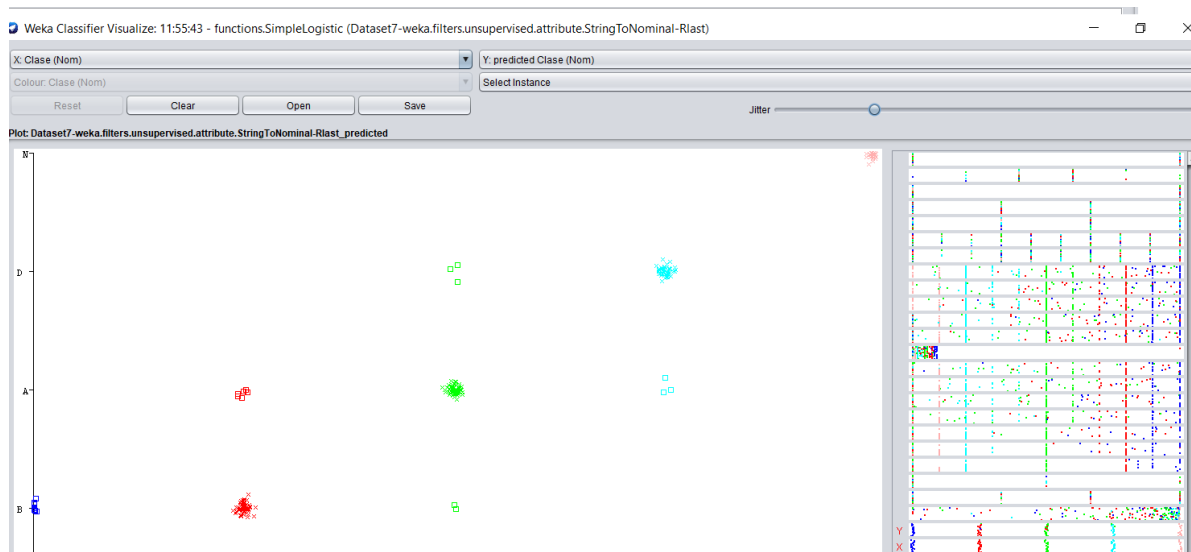 Weka Classifier Visualize: 11:55:43 - functions.SimpleLogistic (Dataset7-weka.filters.unsupervised.attribute.StringToNominal-Rlast)
X: Clase (Nom) Y: predicted Clase (Nom)
Colour: Clase (Nom) Select Instance
Reset Clear Open Save Jitter
Plot: Dataset7-weka.filters.unsupervised.attribute.StringToNominal-Rlast_predicted
N
D
A
B
Y
X